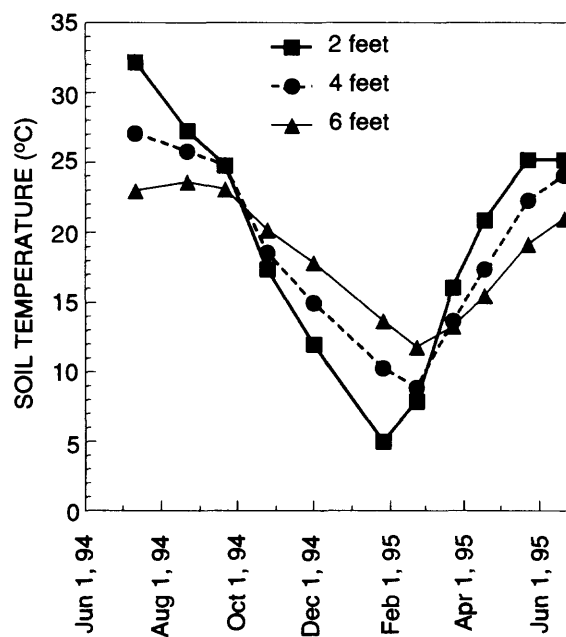 35
30
25
20
15
10
5
0
SOIL TEMPERATURE (ºC)
2 feet
4 feet
6 feet
Jun 1, 94
Aug 1, 94
Oct 1, 94
Dec 1, 94
Feb 1, 95
Apr 1, 95
Jun 1, 95